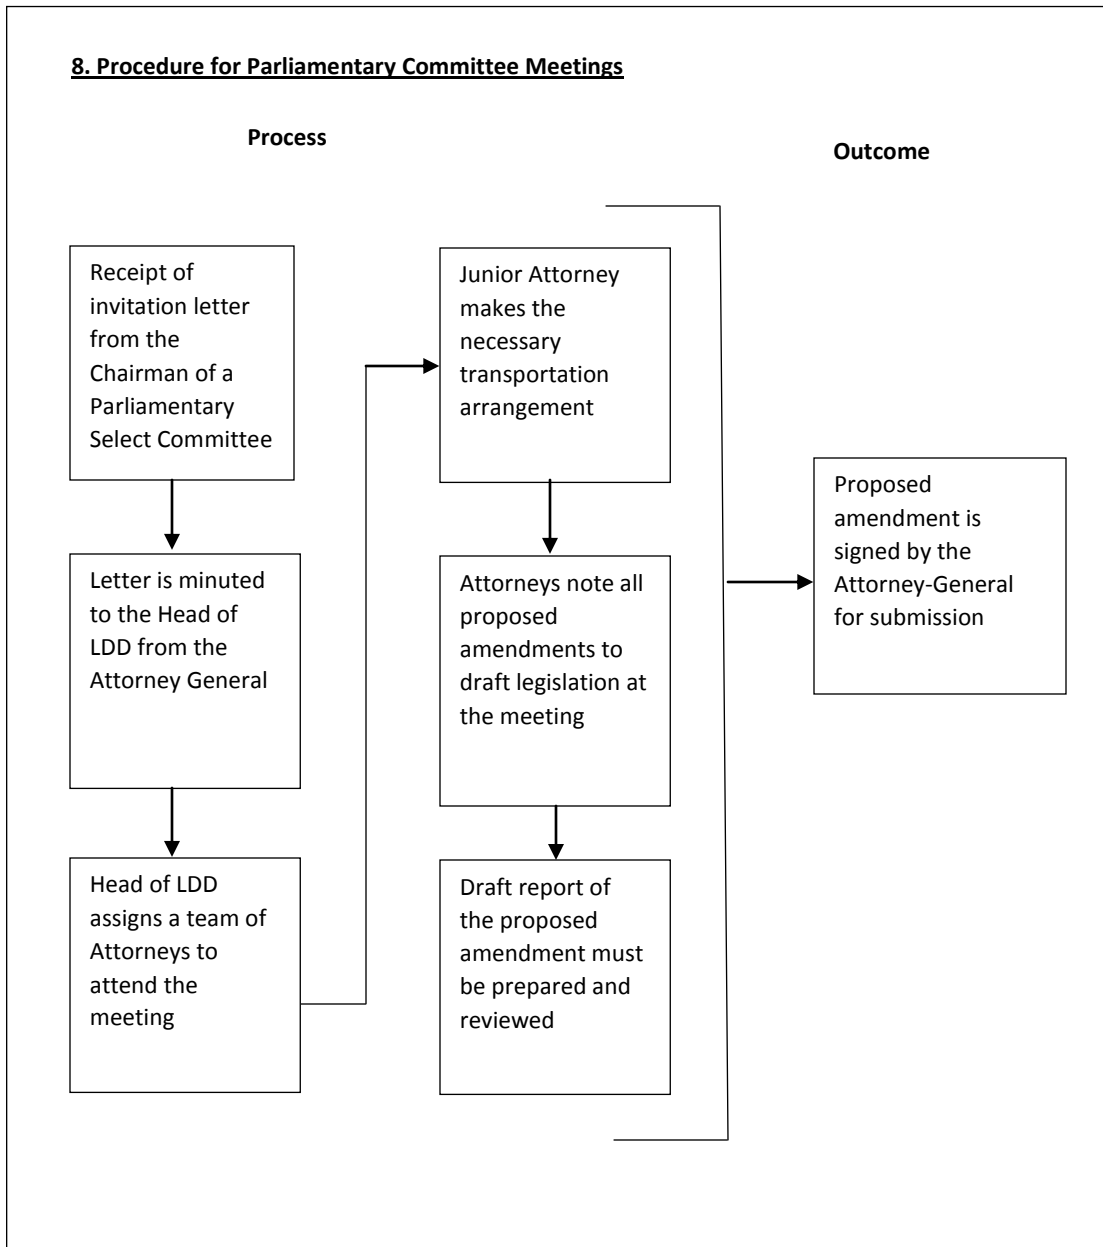 8. Procedure for Parliamentary Committee Meetings
Process
Outcome
Receipt of
invitation letter
from the
Chairman of a
Parliamentary
Select Committee
Letter is minuted
to the Head of
LDD from the
Attorney General
Head of LDD
assigns a team of
Attorneys to
attend the
meeting
Junior Attorney
makes the
necessary
transportation
arrangement
Attorneys note all
proposed
amendments to
draft legislation at
the meeting
Draft report of
the proposed
amendment must
be prepared and
reviewed
Proposed
amendment is
signed by the
Attorney-General
for submission